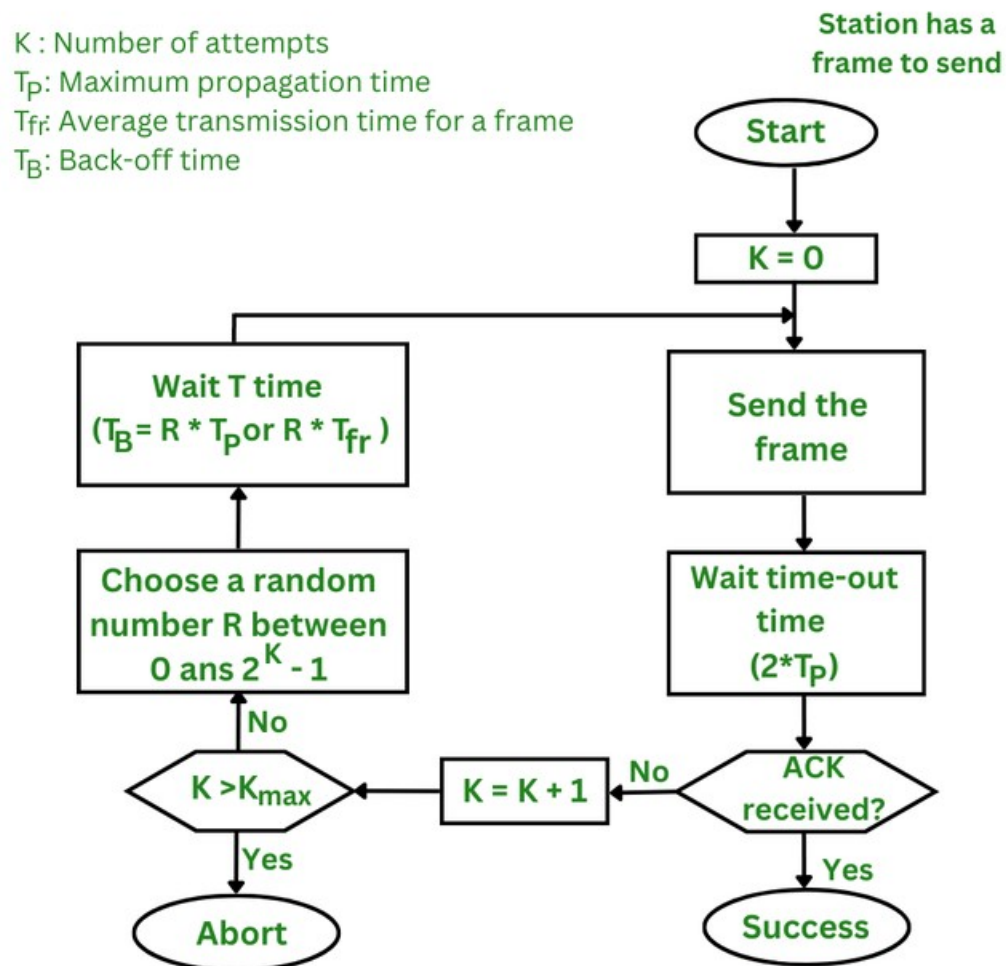 K : Number of attempts
TP: Maximum propagation time
Tfr: Average transmission time for a frame
TB: Back-off time
Station has a
frame to send
Start
K = 0
Send the
frame
Wait time-out
time
(2*TP)
ACK
received?
Yes
Success
No
K = K + 1
K >Kmax
Yes
Abort
No
Choose a random
number R between
0 ans 2^K - 1
Wait T time
(TB= R * TP or R * Tfr )